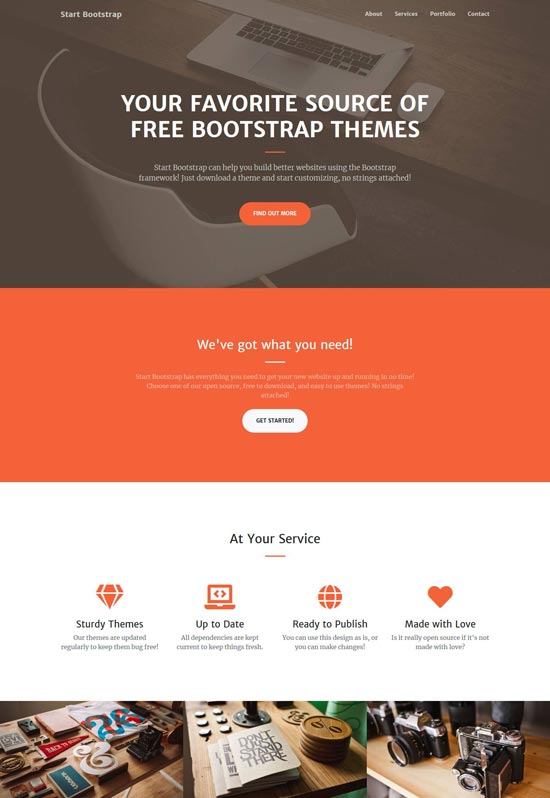 Start Bootstrap
About Services Portfolio Contact
YOUR FAVORITE SOURCE OF
FREE BOOTSTRAP THEMES
Start Bootstrap can help you build better websites using the Bootstrap
framework! Just download a theme and start customizing, no strings attached!
FIND OUT MORE
We've got what you need!
Start Bootstrap has everything you need to get your new website up and running in no time!
Choose one of our open source, free to download, and easy to use themes! No strings
attached!
GET STARTED!
At Your Service
Sturdy Themes
Our themes are updated
regularly to keep them bug free!
Up to Date
All dependencies are kept
current to keep things fresh.
Ready to Publish
You can use this design as is, or
you can make changes!
Made with Love
Is it really open source if it's not
made with love?
DON'T
JUST
STAND
THERE